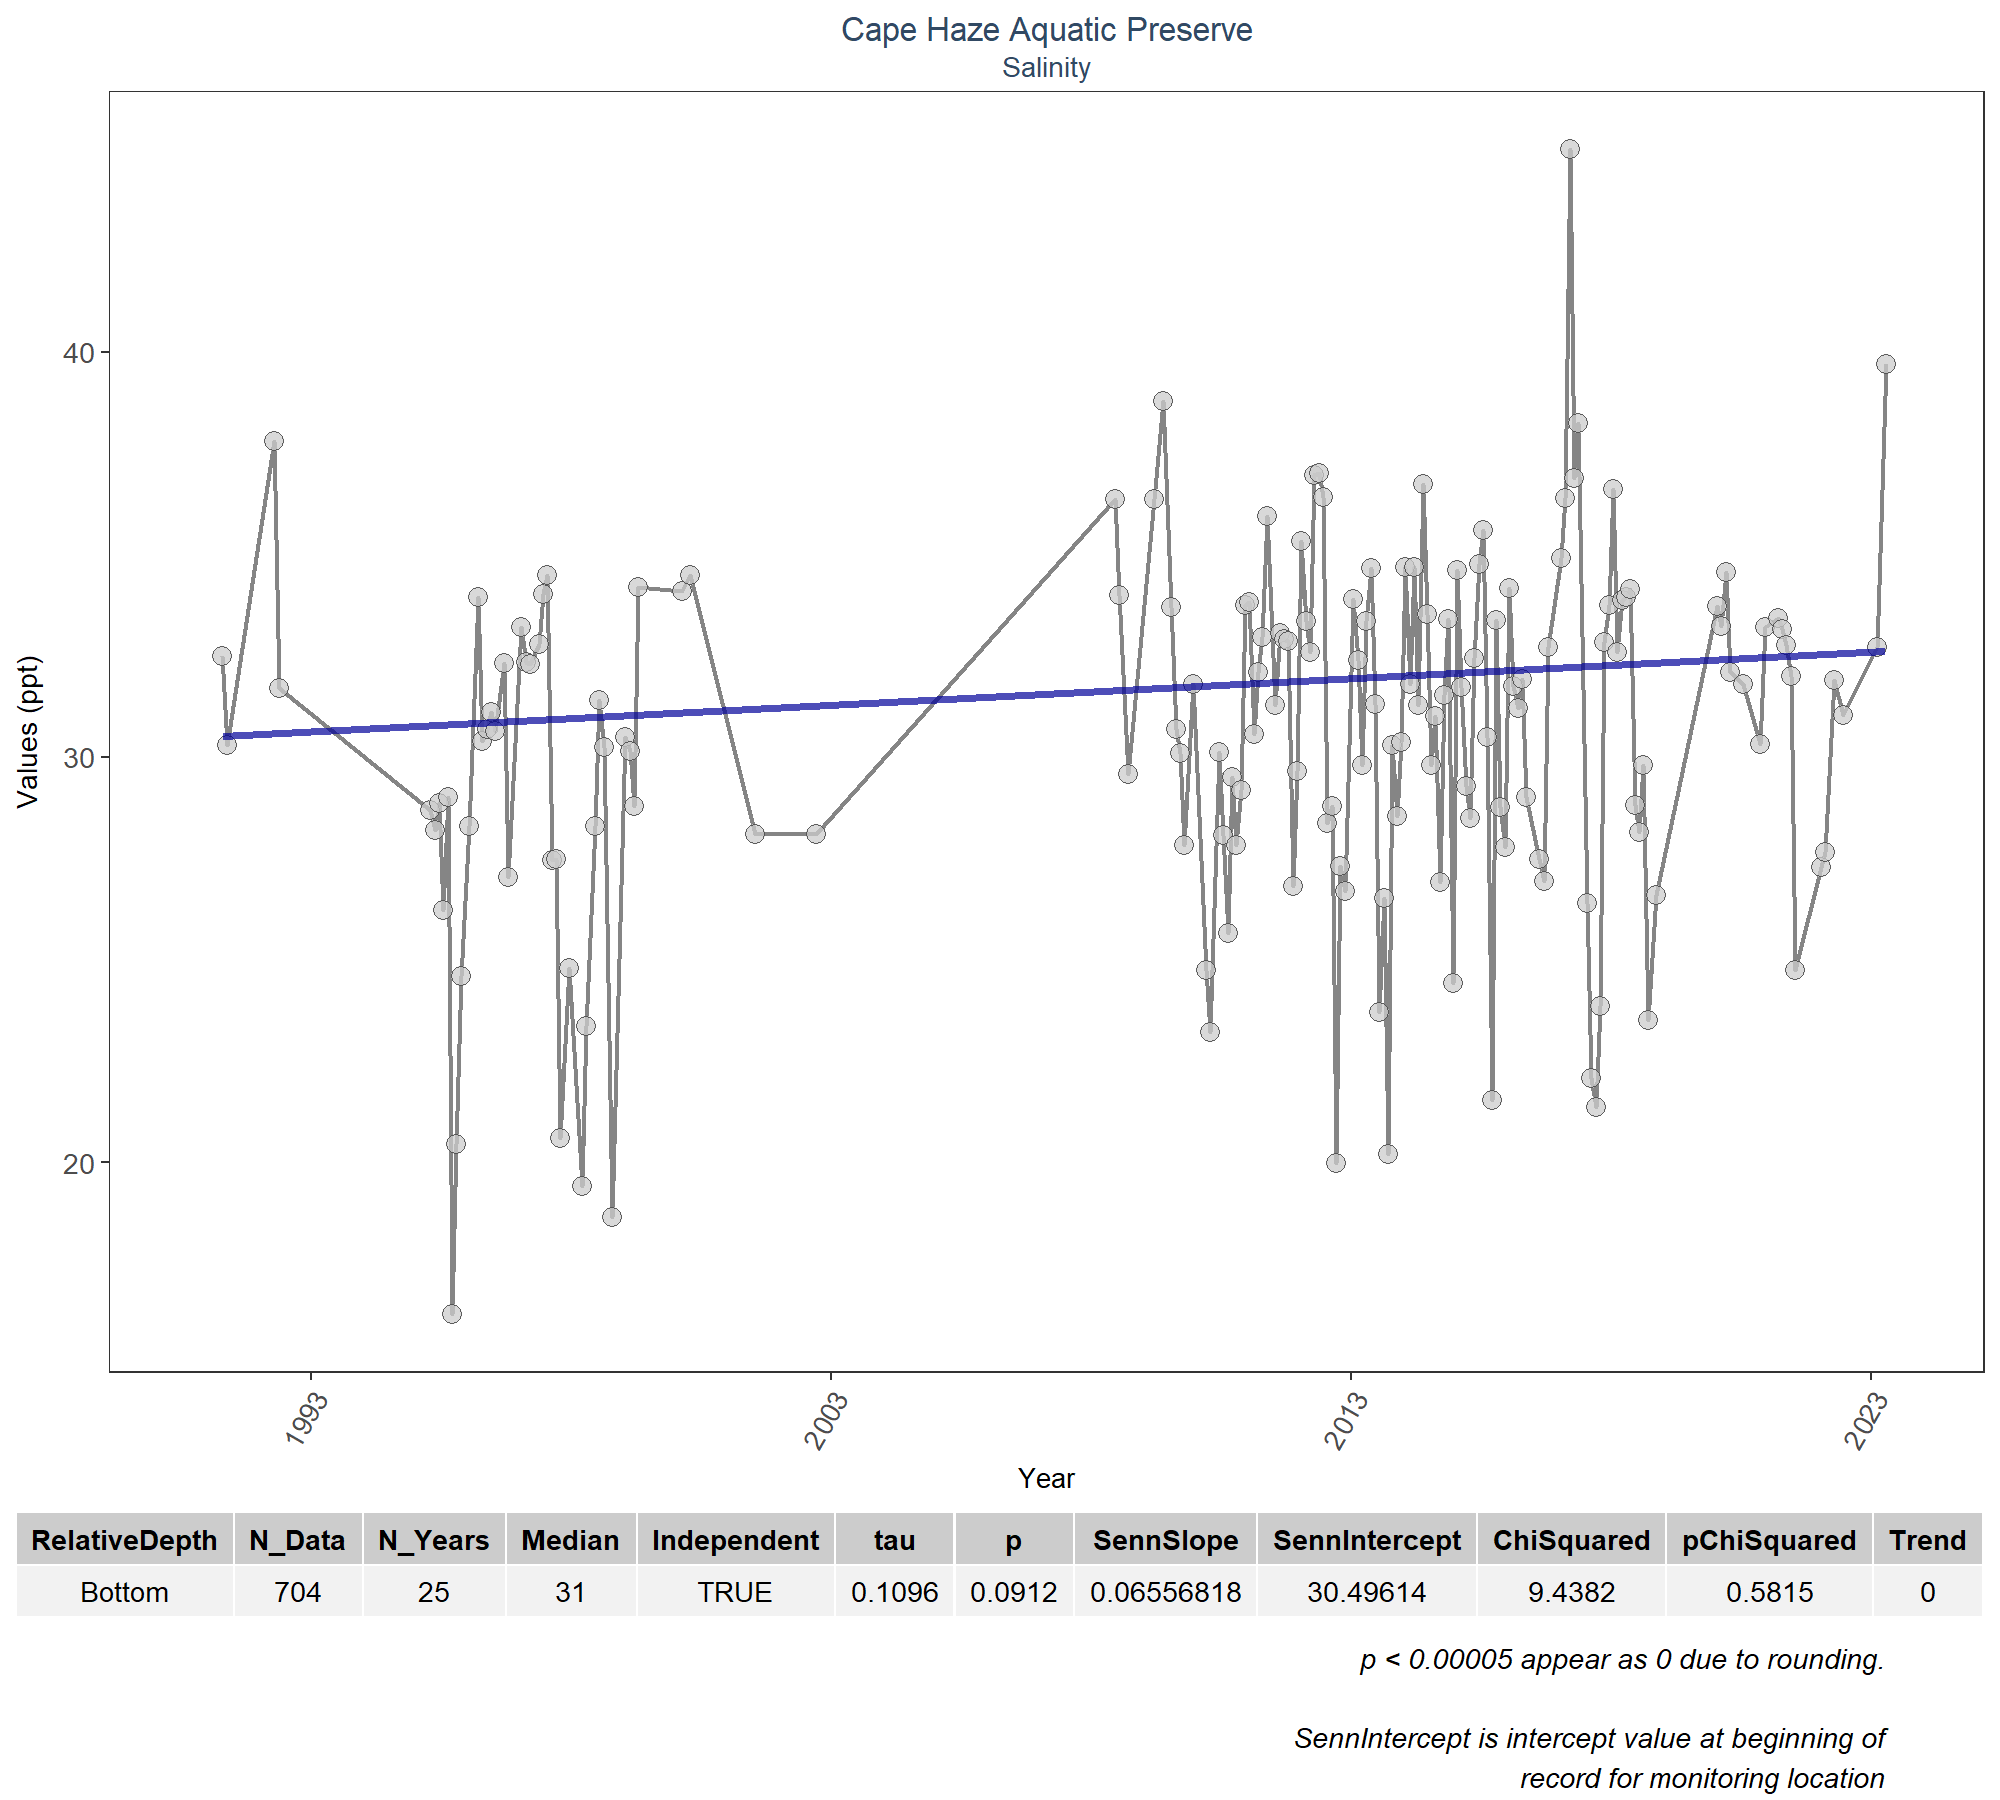 Cape Haze Aquatic Preserve
Salinity
Values (ppt)
40
30
20
1993
2003
2013
2023
Year
RelativeDepth N_Data N_Years Median Independent tau p SennSlope SennIntercept ChiSquared pChiSquared Trend
Bottom 704 25 31 TRUE 0.1096 0.0912 0.06556818 30.49614 9.4382 0.5815 0
p < 0.00005 appear as 0 due to rounding.
SennIntercept is intercept value at beginning of
record for monitoring location